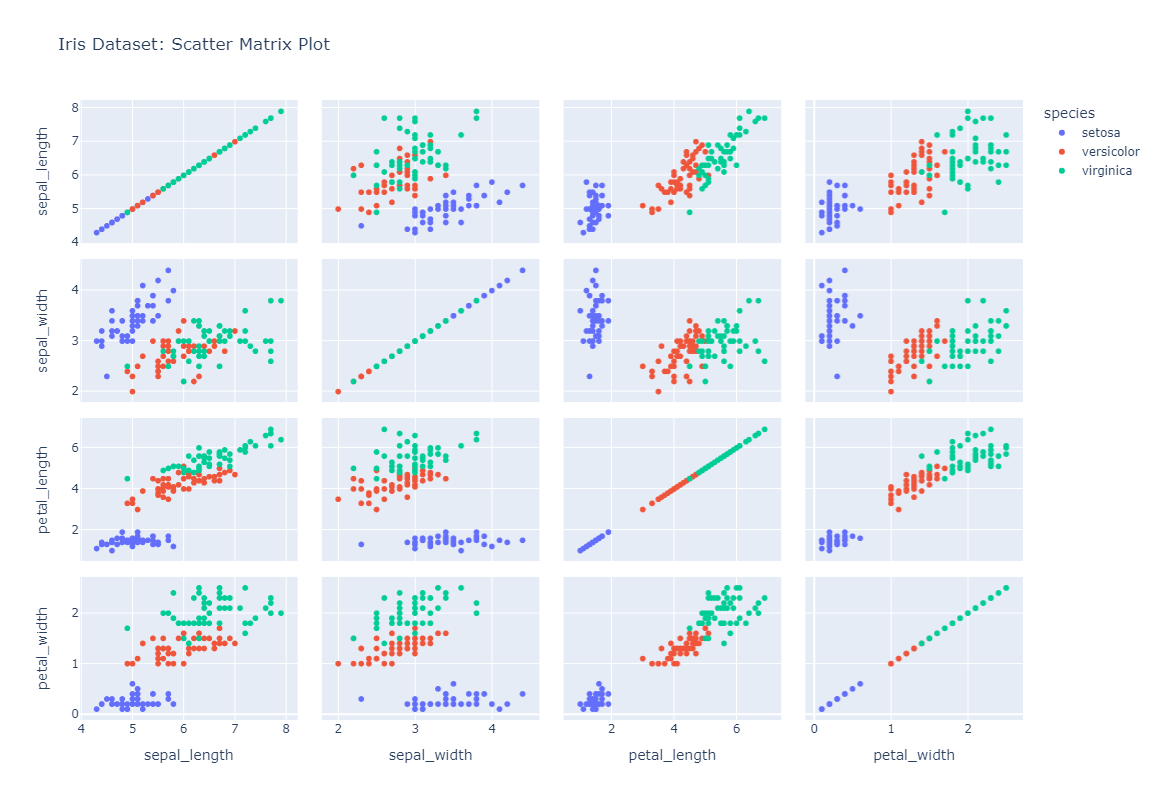 Iris Dataset: Scatter Matrix Plot
species
setosa
versicolor
virginica
sepal_length
8
7
6
5
4
sepal_width
4
3
2
petal_length
6
4
2
petal_width
2
1
0
4 5 6 7 8
2 3 4
2 4 6
0 1 2
sepal_length
sepal_width
petal_length
petal_width